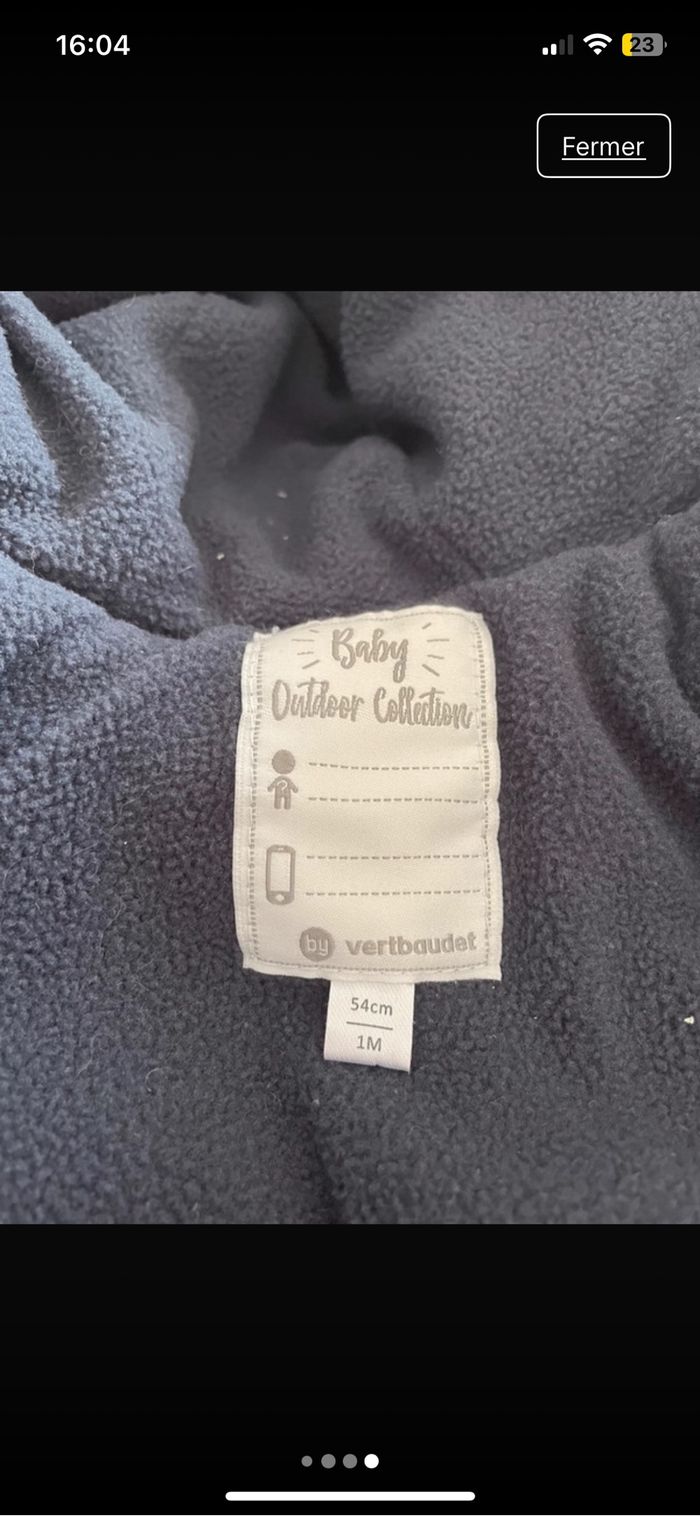 16:04
23
Fermer
Baby
Outdoor Collection
by vertbaudet
54cm
1M